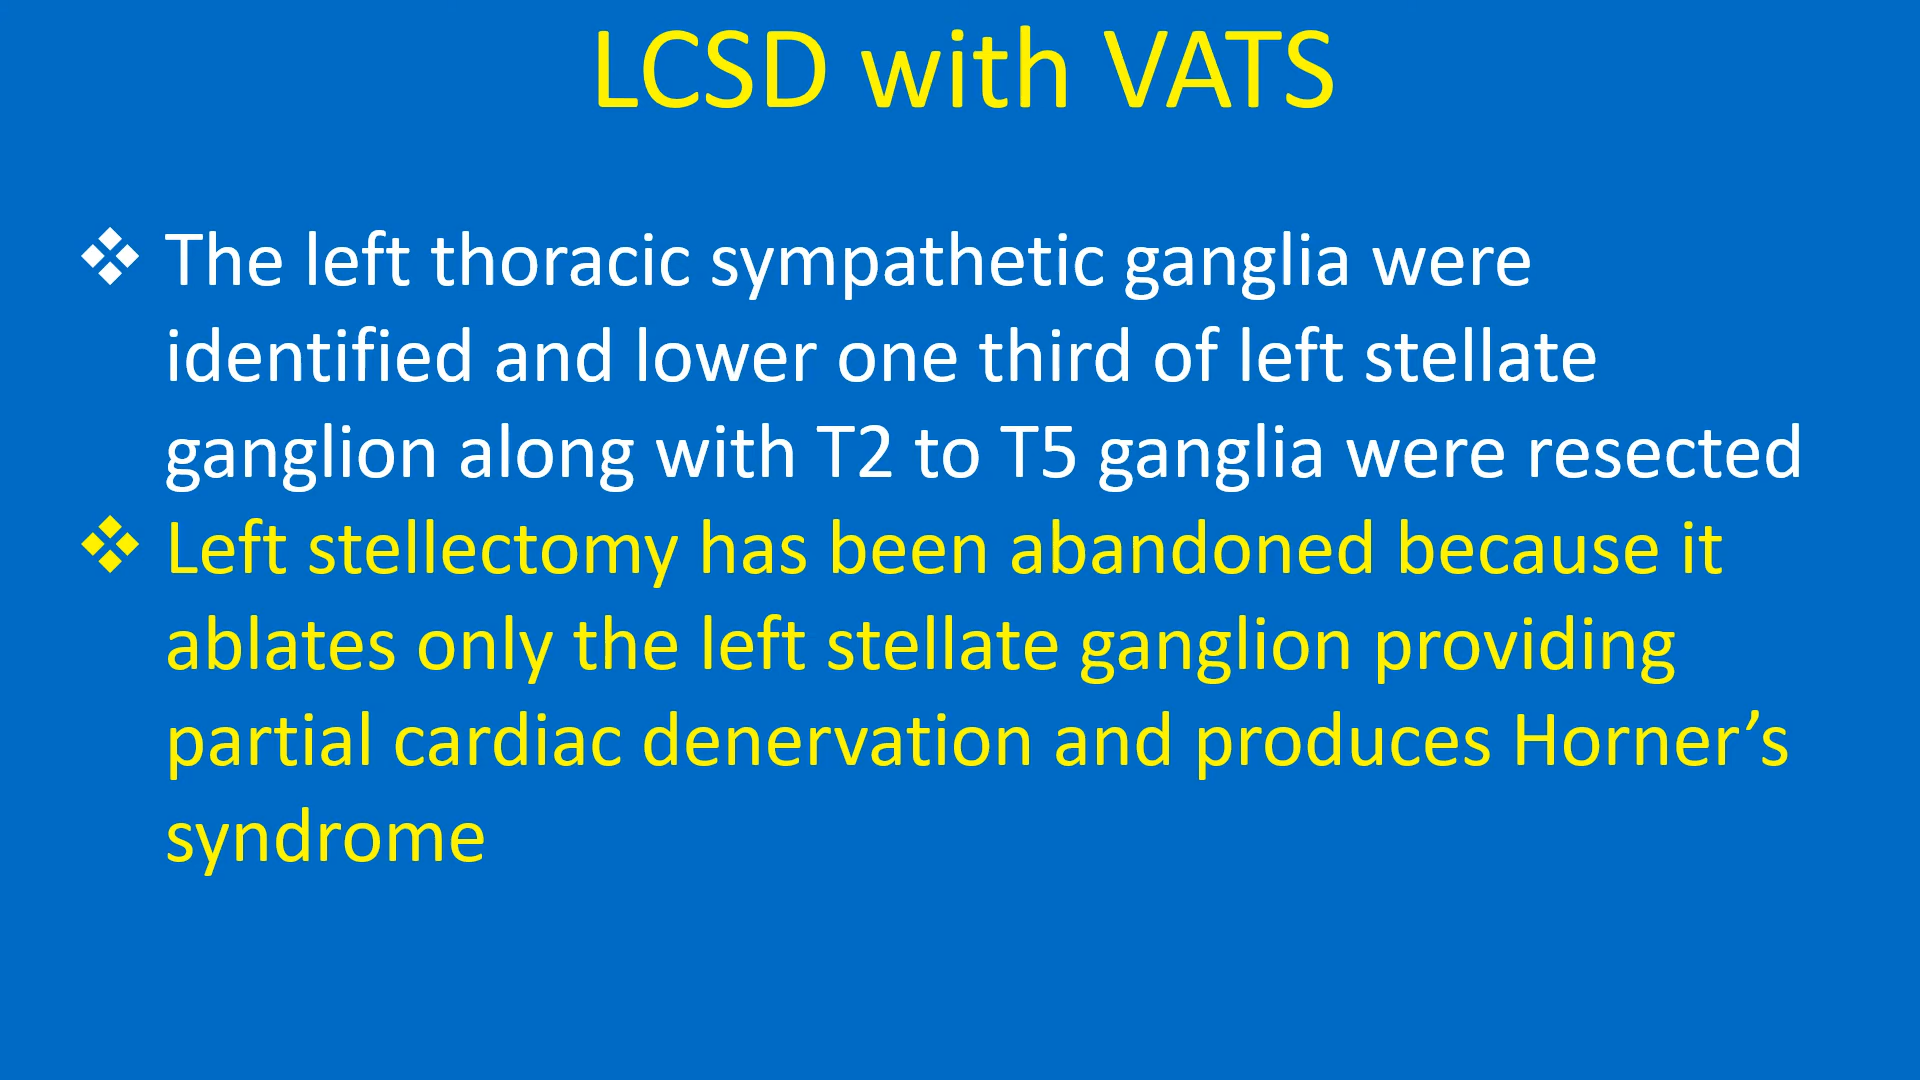 LCSD with VATS
❖ The left thoracic sympathetic ganglia were
identified and lower one third of left stellate
ganglion along with T2 to T5 ganglia were resected
❖ Left stellectomy has been abandoned because it
ablates only the left stellate ganglion providing
partial cardiac denervation and produces Horner’s
syndrome